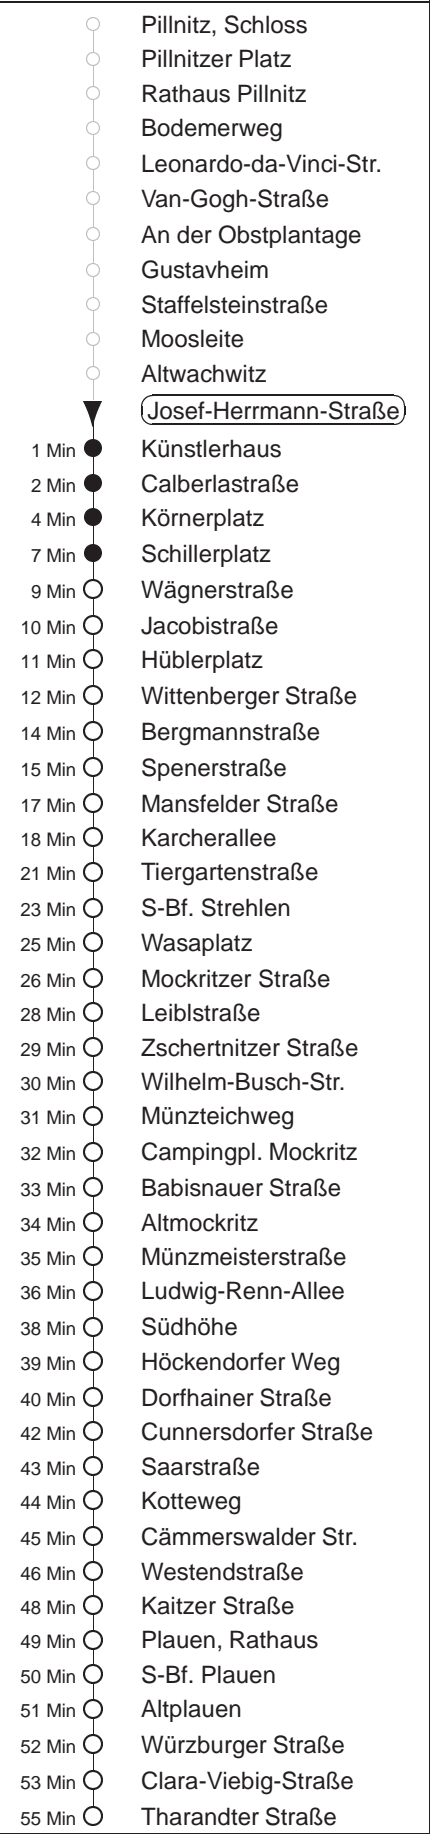 Pillnitz, Schloss
Pillnitzer Platz
Rathaus Pillnitz
Bodemerweg
Leonardo-da-Vinci-Str.
Van-Gogh-Straße
An der Obstplantage
Gustavheim
Staffelsteinstraße
Moosleite
Altwachwitz
Josef-Herrmann-Straße
1 Min Künstlerhaus
2 Min Calberlastraße
4 Min Körnerplatz
7 Min Schillerplatz
9 Min Wägnerstraße
10 Min Jacobistraße
11 Min Hüblerplatz
12 Min Wittenberger Straße
14 Min Bergmannstraße
15 Min Spenerstraße
17 Min Mansfelder Straße
18 Min Karcherallee
21 Min Tiergartenstraße
23 Min S-Bf. Strehlen
25 Min Wasaplatz
26 Min Mockritzer Straße
28 Min Leiblstraße
29 Min Zschertnitzer Straße
30 Min Wilhelm-Busch-Str.
31 Min Münzteichweg
32 Min Campingpl. Mockritz
33 Min Babisnauer Straße
34 Min Altmockritz
35 Min Münzmeisterstraße
36 Min Ludwig-Renn-Allee
38 Min Südhöhe
39 Min Höckendorfer Weg
40 Min Dorfhainer Straße
42 Min Cunnersdorfer Straße
43 Min Saarstraße
44 Min Kotteweg
45 Min Cämmerswalder Str.
46 Min Westendstraße
48 Min Kaitzer Straße
49 Min Plauen, Rathaus
50 Min S-Bf. Plauen
51 Min Altplauen
52 Min Würzburger Straße
53 Min Clara-Viebig-Straße
55 Min Tharandter Straße